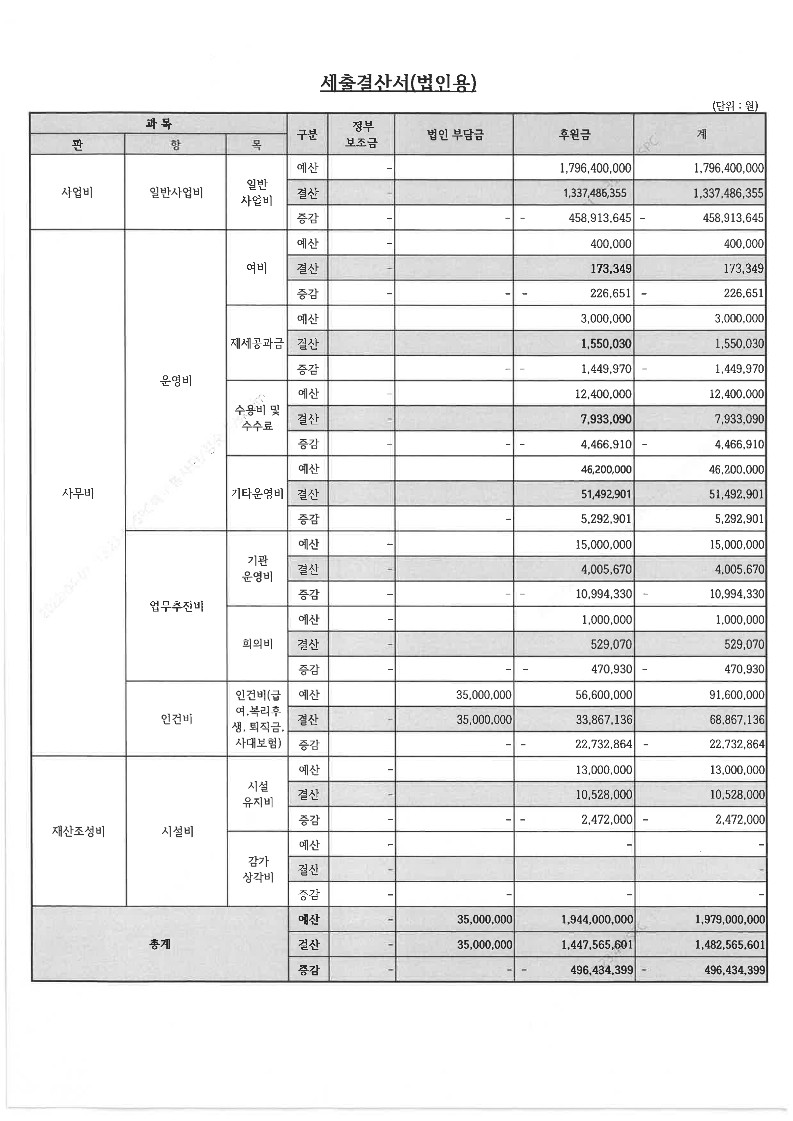 세출결산서(법인용)
(단위 : 원)
과 목 구분 정부 보조금 법인 부담금 후원금 계
관 항 목
사업비 일반사업비 일반 사업비 예산 - 1,796,400,000 1,796,400,000
결산 - 1,337,486,355 1,337,486,355
증감 - - - 458,913,645 - 458,913,645
사무비 운영비 여비 예산 - 400,000 400,000
결산 - 173,349 173,349
증감 - - - 226,651 - 226,651
제세공과금 예산 3,000,000 3,000,000
결산 1,550,030 1,550,030
증감 - - 1,449,970 - 1,449,970
수용비 및 수수료 예산 - 12,400,000 12,400,000
결산 - 7,933,090 7,933,090
증감 - - - 4,466,910 - 4,466,910
기타운영비 예산 46,200,000 46,200,000
결산 51,492,901 51,492,901
증감 - 5,292,901 5,292,901
업무추진비 기관 운영비 예산 - 15,000,000 15,000,000
결산 - 4,005,670 4,005,670
증감 - - - 10,994,330 - 10,994,330
회의비 예산 - 1,000,000 1,000,000
결산 - 529,070 529,070
증감 - - - 470,930 - 470,930
인건비 인건비(급여,복리후생, 퇴직금, 사대보험) 예산 35,000,000 56,600,000 91,600,000
결산 - 35,000,000 33,867,136 68,867,136
증감 - - 22,732,864 - 22,732,864
재산조성비 시설비 시설 유지비 예산 - 13,000,000 13,000,000
결산 - 10,528,000 10,528,000
증감 - - - 2,472,000 - 2,472,000
감가 상각비 예산 - - -
결산 - - -
증감 - - - -
총계 예산 - 35,000,000 1,944,000,000 1,979,000,000
결산 - 35,000,000 1,447,565,601 1,482,565,601
증감 - - - 496,434,399 - 496,434,399